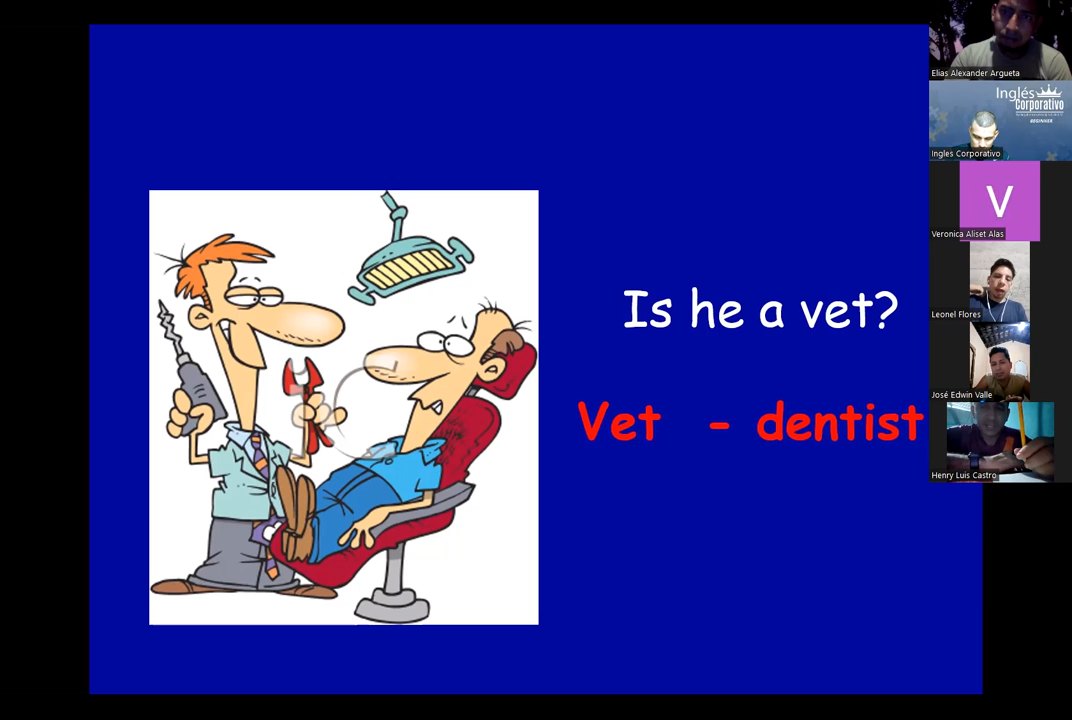 Is he a vet?
Vet - dentist
Elias Alexander Argueta
Inglés
Corporativo
BEGINNER
Ingles Corporativo
V
Veronica Aliset Alas
Leonel Flores
José Edwin Valle
Henry Luis Castro